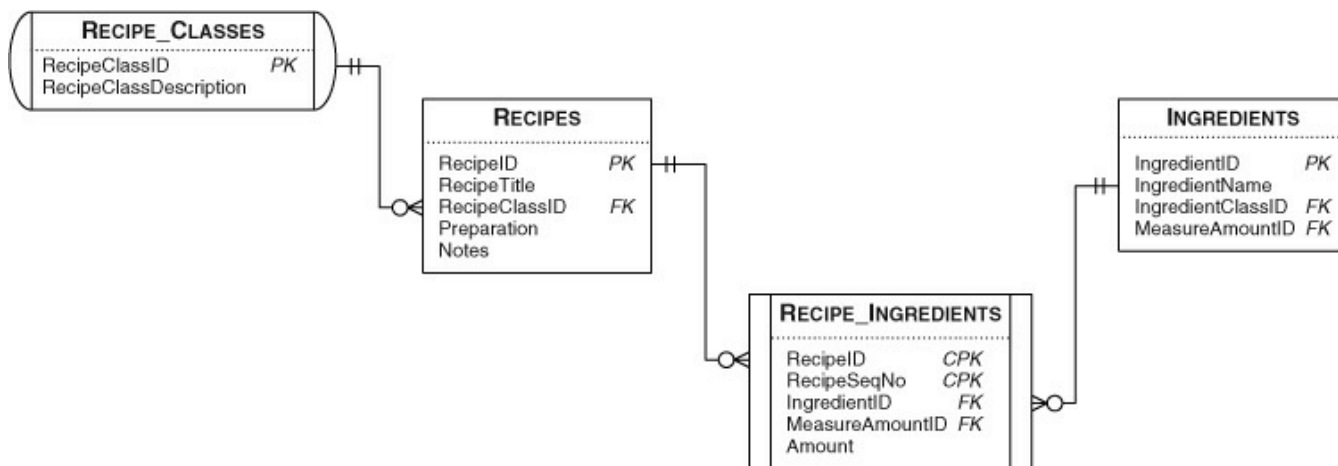 RECIPE_CLASSES
RecipeClassID PK
RecipeClassDescription
RECIPES
RecipeID PK
RecipeTitle
RecipeClassID FK
Preparation
Notes
INGREDIENTS
IngredientID PK
IngredientName
IngredientClassID FK
MeasureAmountID FK
RECIPE_INGREDIENTS
RecipeID CPK
RecipeSeqNo CPK
IngredientID FK
MeasureAmountID FK
Amount